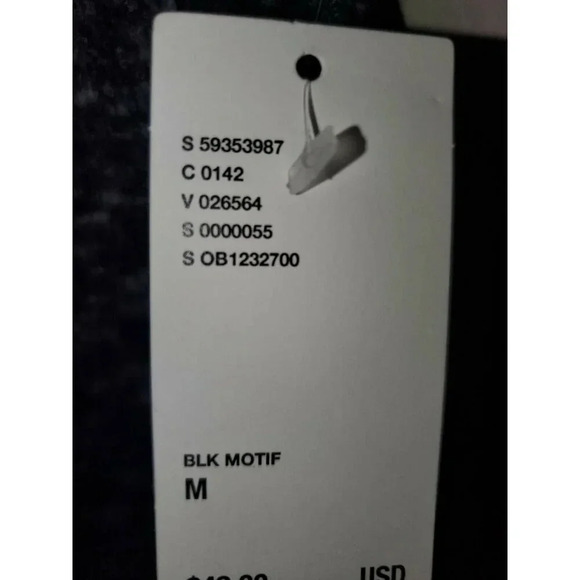 S 59353987
C 0142
V 026564
S 0000055
S OB1232700
BLK MOTIF
M
USD